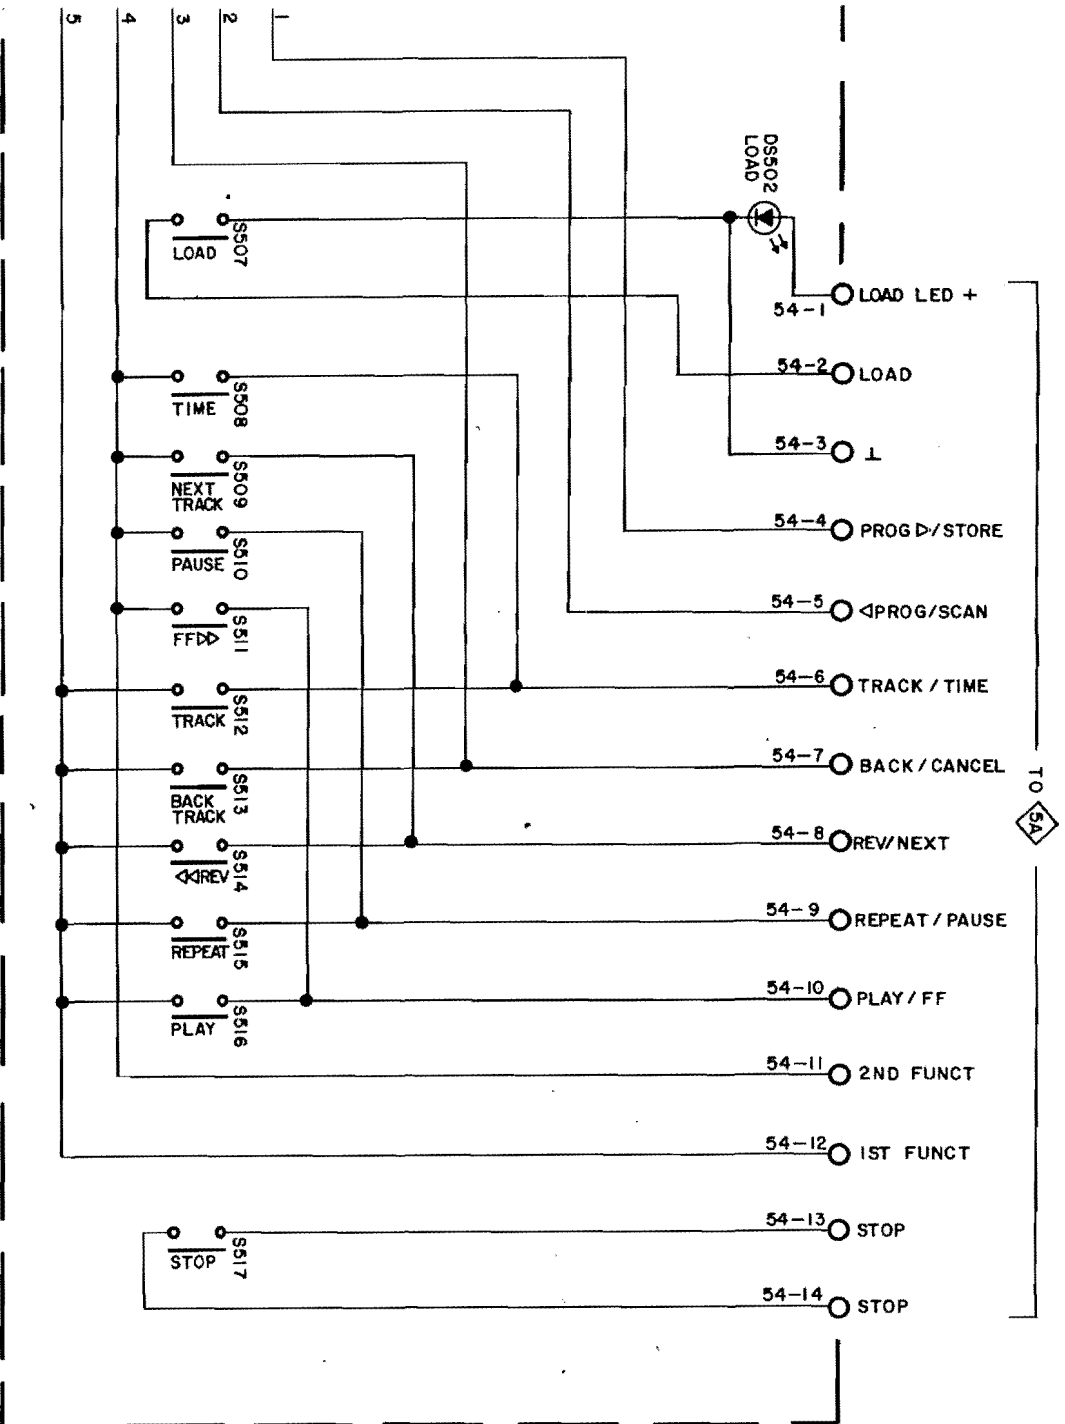 5
4
3
2
1
DS502
LOAD
S507
LOAD
54-1
LOAD LED +
54-2
LOAD
S508
TIME
54-3
⊥
S509
NEXT
TRACK
54-4
PROG ▷/STORE
S510
PAUSE
54-5
◁PROG/SCAN
S511
FF▷▷
54-6
TRACK/TIME
S512
TRACK
54-7
BACK/CANCEL
TO 5A
S513
BACK
TRACK
54-8
REV/NEXT
S514
◁◁REV
54-9
REPEAT/PAUSE
S515
REPEAT
54-10
PLAY/FF
S516
PLAY
54-11
2ND FUNCT
54-12
1ST FUNCT
54-13
STOP
S517
STOP
54-14
STOP